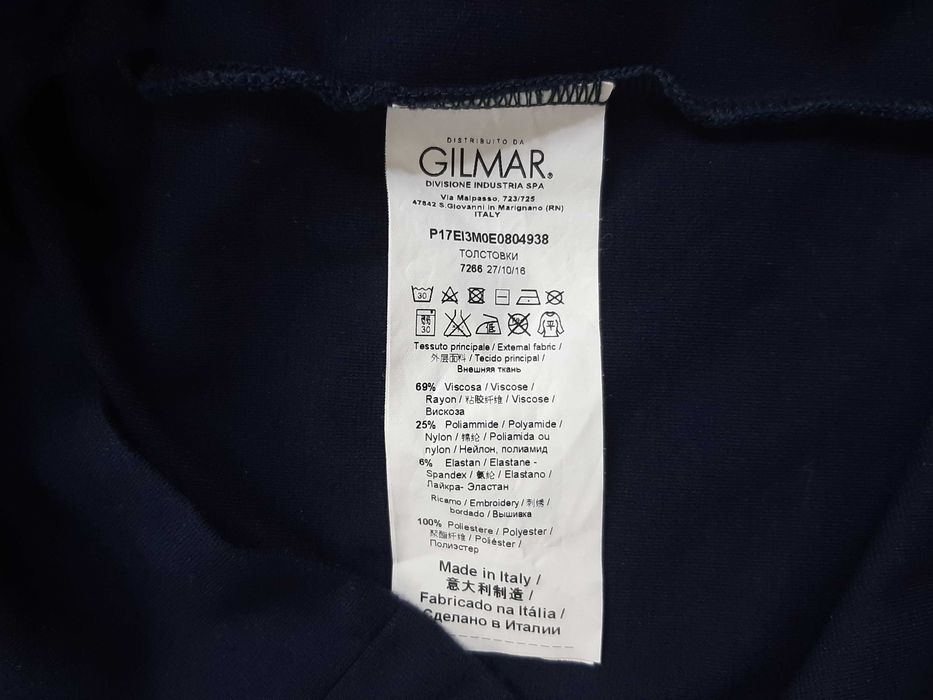 DISTRIBUITO DA
GILMAR®
DIVISIONE INDUSTRIA SPA
Via Malpasso, 723/725
47842 S.Giovanni in Marignano (RN)
ITALY
P17EI3M0E0804938
ТОЛСТОВКИ
7266 27/10/16
30
30 低 平
Tessuto principale / External fabric /
外层面料 / Tecido principal /
Внешняя ткань
69% Viscosa / Viscose /
Rayon / 粘胶纤维 / Viscose /
Вискоза
25% Poliammide / Polyamide /
Nylon / 锦纶 / Poliamida ou
nylon / Нейлон, полиамид
6% Elastan / Elastane -
Spandex / 氨纶 / Elastano /
Лайкра- Эластан
Ricamo / Embroidery / 刺绣 /
bordado / Вышивка
100% Poliestere / Polyester /
聚酯纤维 / Poliéster /
Полиэстер
Made in Italy /
意大利制造 /
Fabricado na Itália /
Сделано в Италии